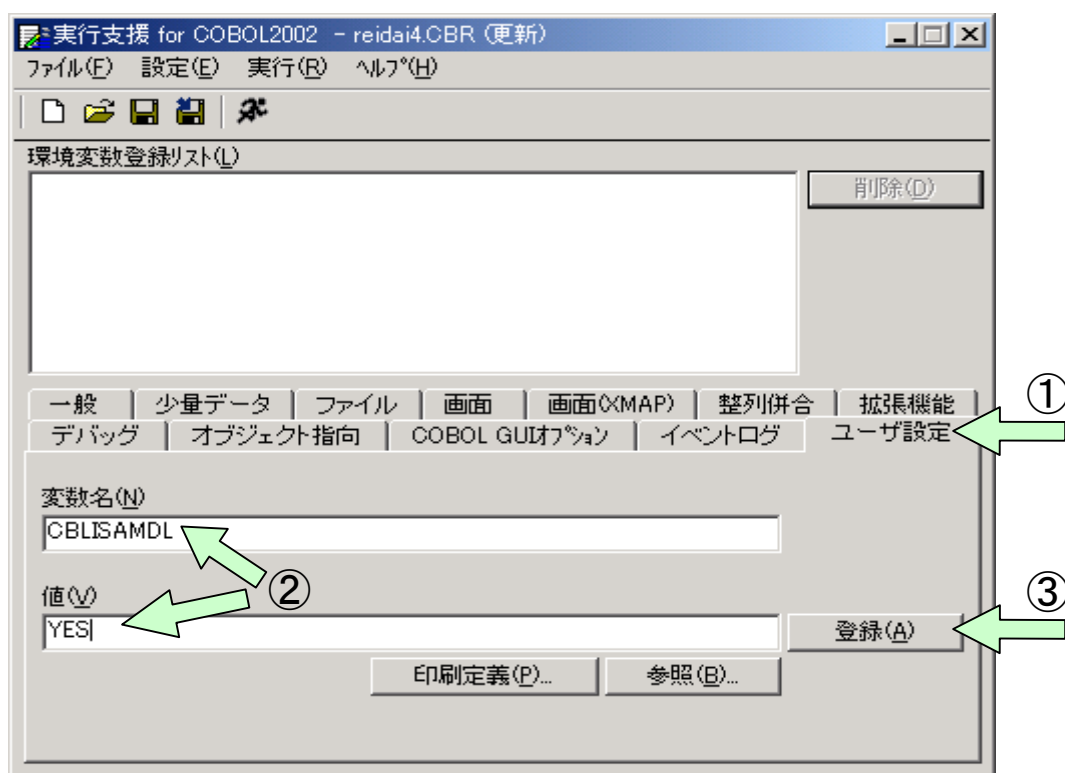 実行支援 for COBOL2002 - reidai4.CBR (更新)
ファイル(F) 設定(E) 実行(R) ヘルプ(H)
環境変数登録リスト(L)
削除(D)
一般 少量データ ファイル 画面 画面(XMAP) 整列併合 拡張機能
①
デバッグ オブジェクト指向 COBOL GUIオプション イベントログ ユーザ設定
変数名(N)
CBLISAMDL
②
値(V)
③
YES
登録(A)
印刷定義(P)... 参照(B)...